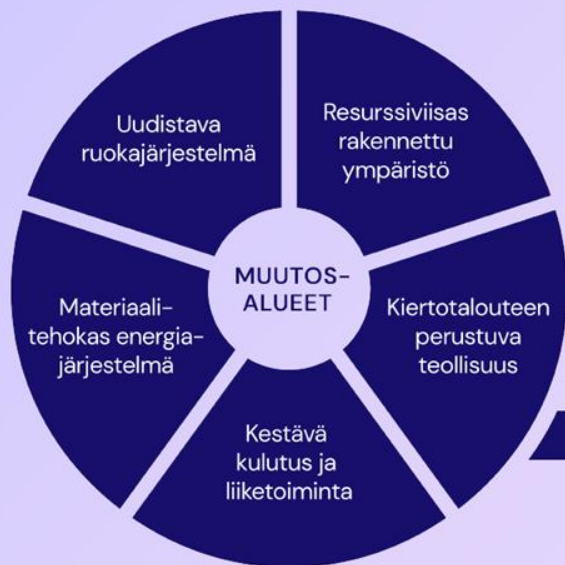 Uudistava
ruokajärjestelmä
Resurssiviisas
rakennettu
ympäristö
MUUTOS-
ALUEET
Materiaali-
tehokas energia-
järjestelmä
Kiertotalouteen
perustuva
teollisuus
Kestävä
kulutus ja
liiketoiminta